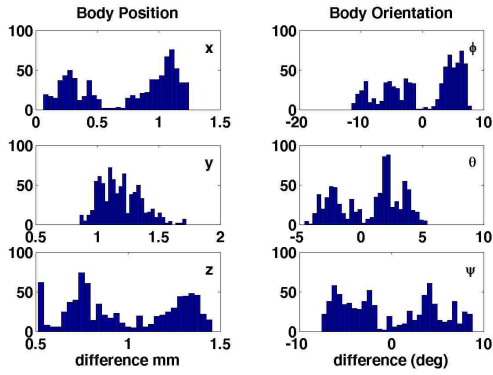 Body Position
Body Orientation
100
50
0
x
0 0.5 1 1.5
100
50
0
φ
-20 -10 0 10
100
50
0
y
0.5 1 1.5 2
100
50
0
θ
-5 0 5 10
100
50
0
z
0.5 1 1.5
difference mm
100
50
0
ψ
-10 0 10
difference (deg)